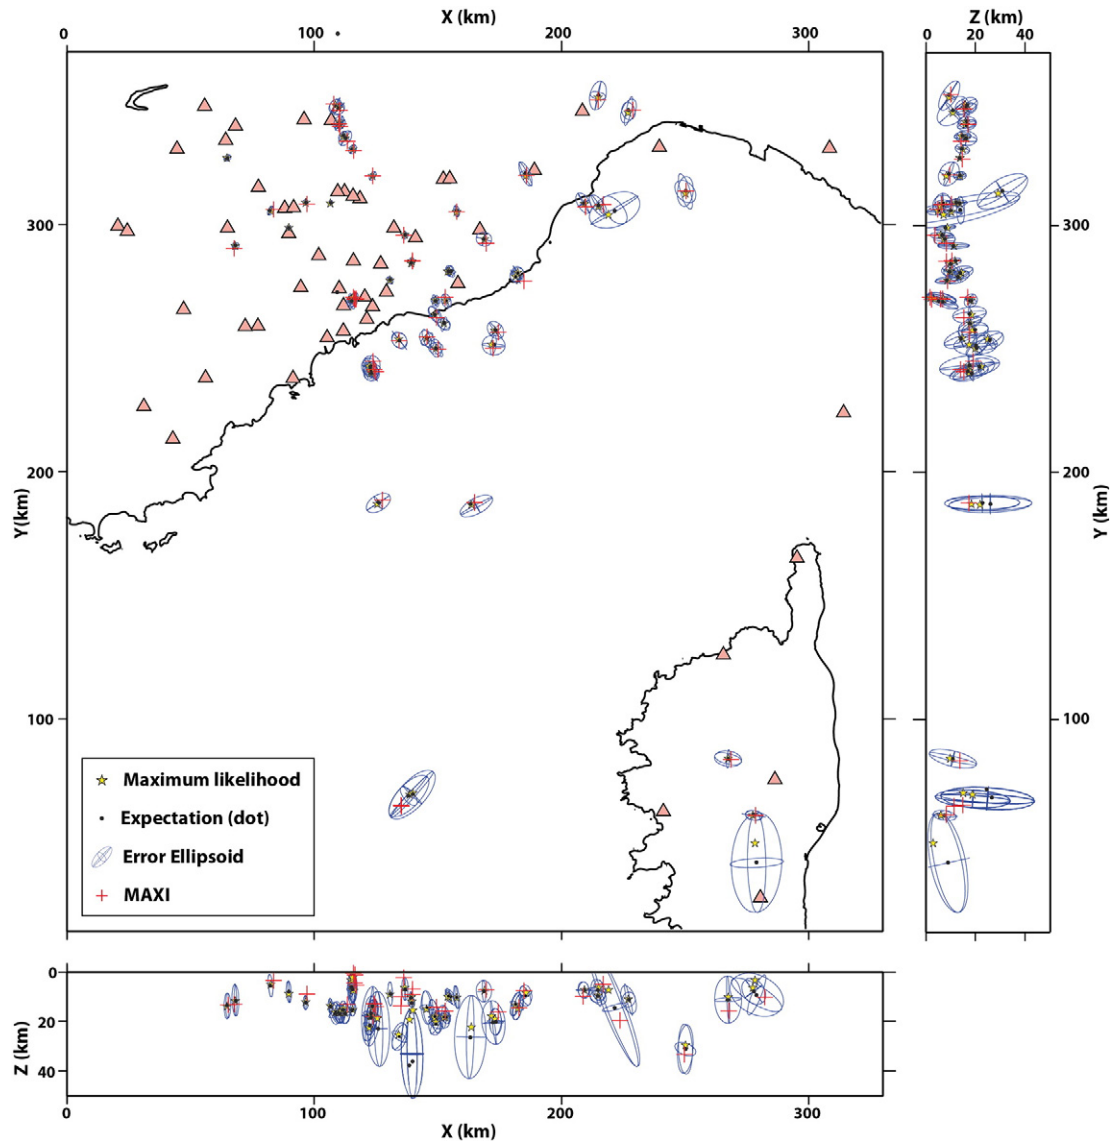 X (km)
Z (km)
0 100 200 300
0 20 40
300
300
200
200
Y(km)
Y (km)
100
100
Maximum likelihood
Expectation (dot)
Error Ellipsoid
MAXI
0
20
40
Z (km)
0 100 200 300
X (km)